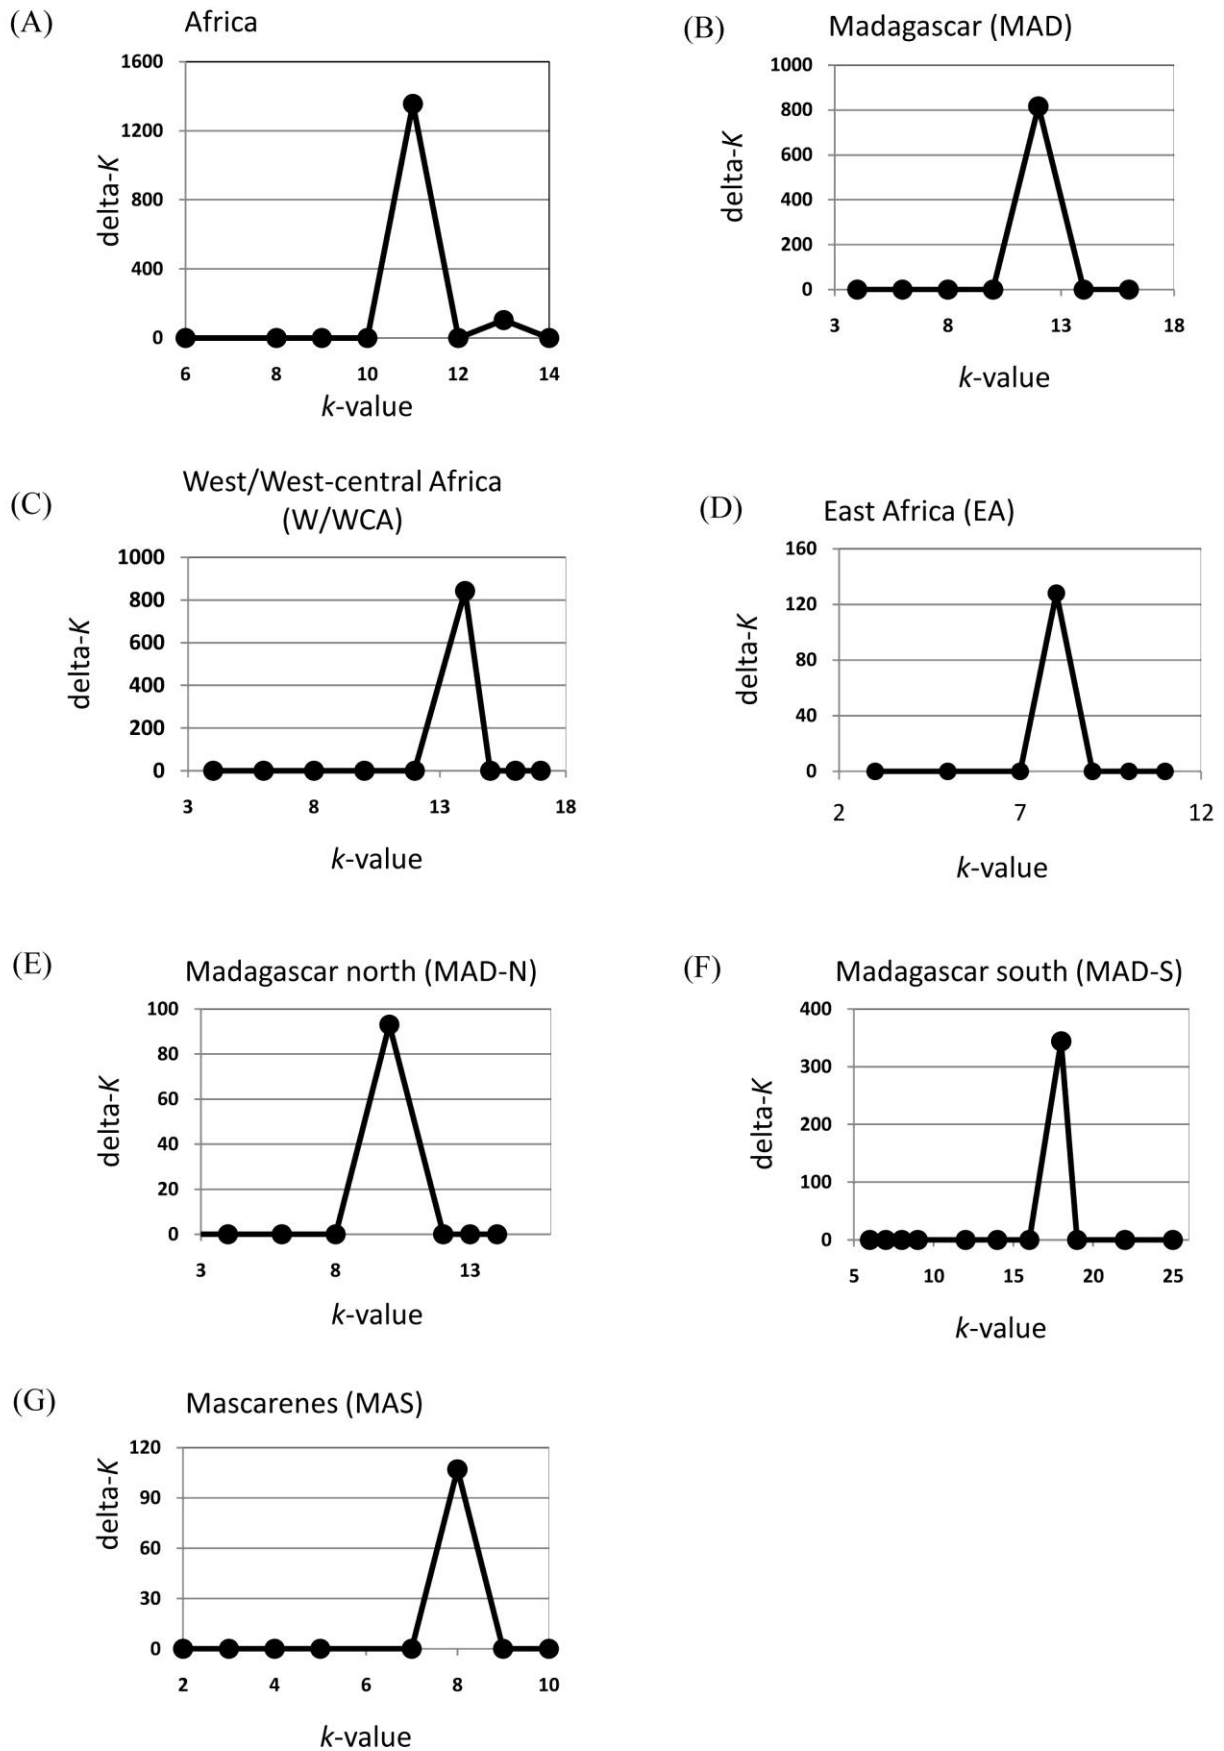 (A)
Africa
1600
1200
800
400
0
delta-K
6 8 10 12 14
k-value
(B)
Madagascar (MAD)
1000
800
600
400
200
0
delta-K
3 8 13 18
k-value
(C)
West/West-central Africa
(W/WCA)
1000
800
600
400
200
0
delta-K
3 8 13 18
k-value
(D)
East Africa (EA)
160
120
80
40
0
delta-K
2 7 12
k-value
(E)
Madagascar north (MAD-N)
100
80
60
40
20
0
delta-K
3 8 13
k-value
(F)
Madagascar south (MAD-S)
400
300
200
100
0
delta-K
5 10 15 20 25
k-value
(G)
Mascarenes (MAS)
120
90
60
30
0
delta-K
2 4 6 8 10
k-value